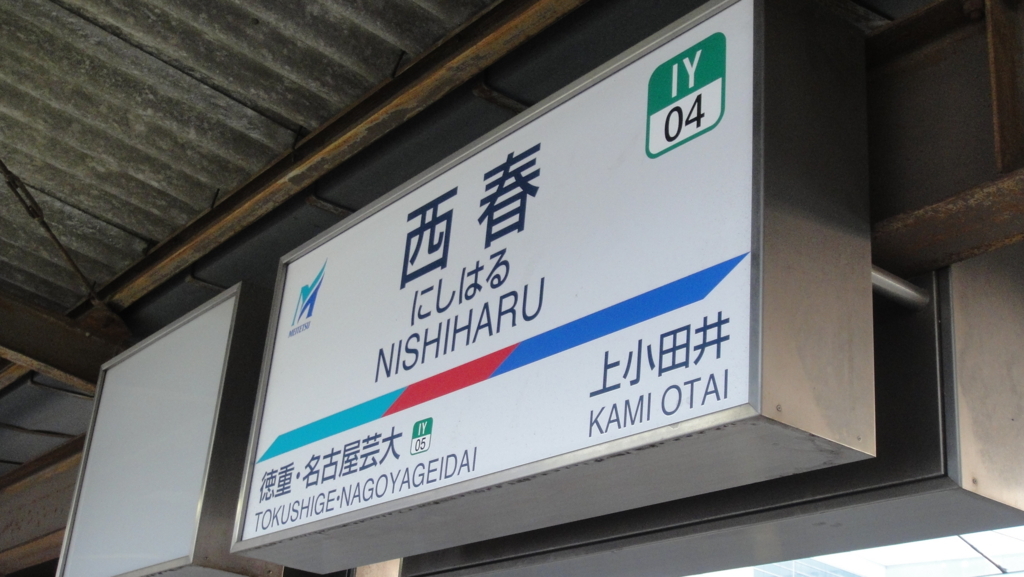 IY
04
西春
にしはる
NISHIHARU
MEITETSU
上小田井
KAMI OTAI
徳重・名古屋芸大
IY
05
TOKUSHIGE・NAGOYAGEIDAI